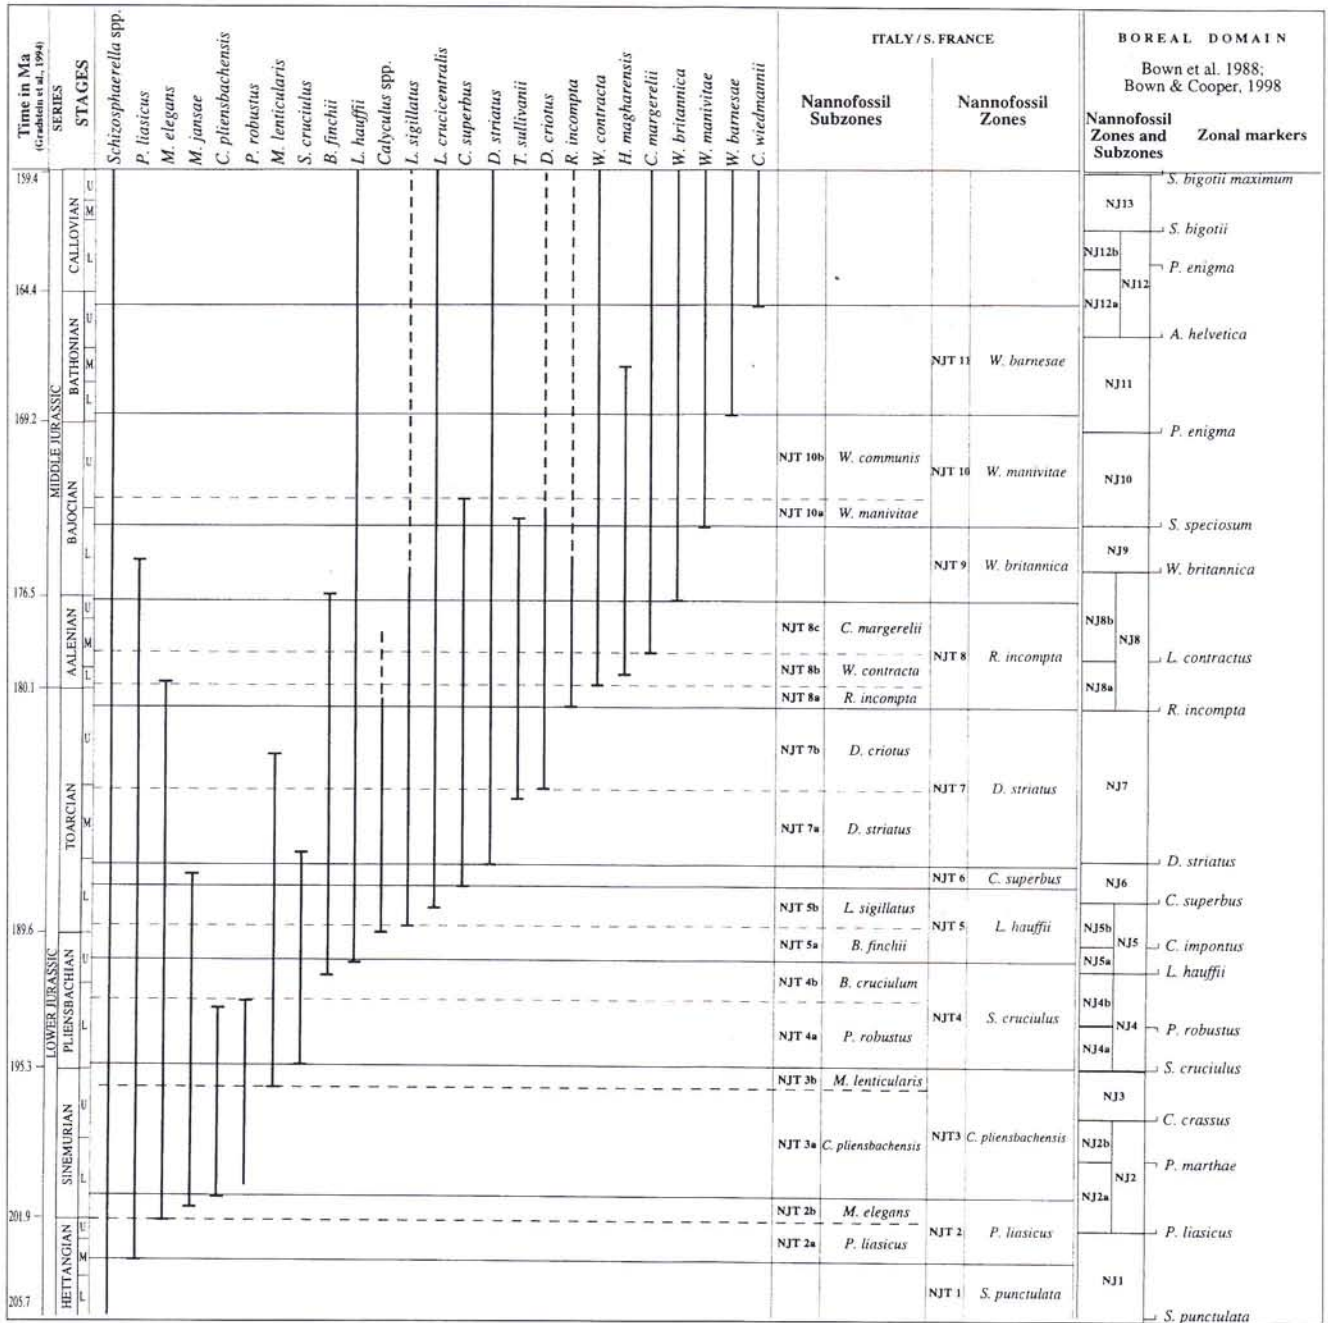 Time in Ma
(Gradstein et al., 1994)
SERIES
STAGES
Schizosphaerella spp.
P. liasicus
M. elegans
M. jansae
C. pliensbachensis
P. robustus
M. lenticularis
S. cruciulus
B. finchii
L. hauffii
Calyculus spp.
L. sigillatus
L. crucicentralis
C. superbus
D. striatus
T. sullivanii
D. criotus
R. incompta
W. contracta
H. magharensis
C. margerelii
W. britannica
W. manivitae
W. barnesae
C. wiedmannii
ITALY / S. FRANCE
Nannofossil
Subzones
Nannofossil
Zones
BOREAL DOMAIN
Bown et al. 1988;
Bown & Cooper, 1998
Nannofossil
Zones and
Subzones
Zonal markers
159.4
164.4
169.2
176.5
180.1
189.6
195.3
201.9
205.7
MIDDLE JURASSIC
LOWER JURASSIC
CALLOVIAN
BATHONIAN
BAJOCIAN
AALENIAN
TOARCIAN
PLIENSBACHIAN
SINEMURIAN
HETTANGIAN
U
M
L
U
M
L
U
L
U
M
L
U
M
L
U
L
U
L
U
M
L
NJT 10b W. communis
NJT 10a W. manivitae
NJT 8c C. margerelii
NJT 8b W. contracta
NJT 8a R. incompta
NJT 7b D. criotus
NJT 7a D. striatus
NJT 5b L. sigillatus
NJT 5a B. finchii
NJT 4b B. cruciulum
NJT 4a P. robustus
NJT 3b M. lenticularis
NJT 3a C. pliensbachensis
NJT 2b M. elegans
NJT 2a P. liasicus
NJT 11 W. barnesae
NJT 10 W. manivitae
NJT 9 W. britannica
NJT 8 R. incompta
NJT 7 D. striatus
NJT 6 C. superbus
NJT 5 L. hauffii
NJT4 S. cruciulus
NJT3 C. pliensbachensis
NJT 2 P. liasicus
NJT 1 S. punctulata
NJ13
NJ12b
NJ12
NJ12a
NJ11
NJ10
NJ9
NJ8b
NJ8
NJ8a
NJ7
NJ6
NJ5b
NJ5
NJ5a
NJ4b
NJ4
NJ4a
NJ3
NJ2b
NJ2
NJ2a
NJ1
S. bigotii maximum
S. bigotii
P. enigma
A. helvetica
P. enigma
S. speciosum
W. britannica
L. contractus
R. incompta
D. striatus
C. superbus
C. impontus
L. hauffii
P. robustus
S. cruciulus
C. crassus
P. marthae
P. liasicus
S. punctulata